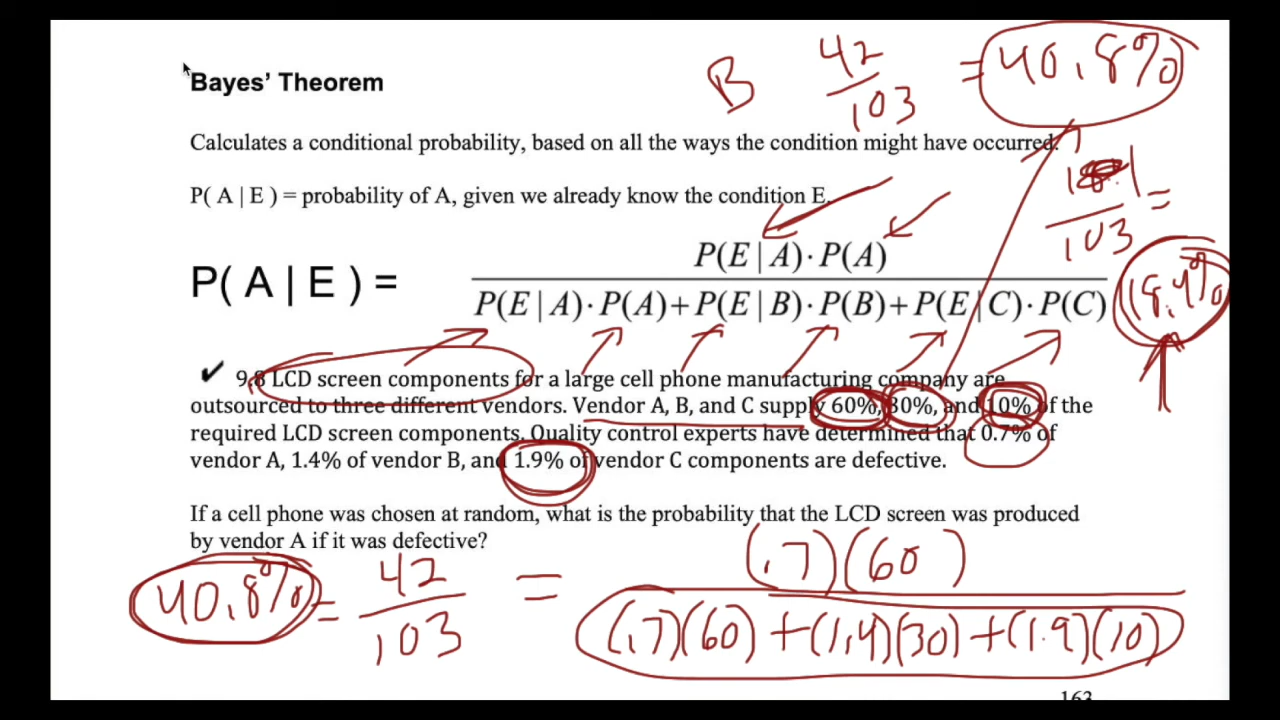 B 42/103 = 40.8%
Bayes' Theorem
Calculates a conditional probability, based on all the ways the condition might have occurred.
P( A | E ) = probability of A, given we already know the condition E.
/103 = 18.4%
P( A | E ) = P(E | A) · P(A) / P(E | A) · P(A) + P(E | B) · P(B) + P(E | C) · P(C)
✔ 9.8 LCD screen components for a large cell phone manufacturing company are
outsourced to three different vendors. Vendor A, B, and C supply 60%, 30%, and 10% of the
required LCD screen components. Quality control experts have determined that 0.7% of
vendor A, 1.4% of vendor B, and 1.9% of vendor C components are defective.
If a cell phone was chosen at random, what is the probability that the LCD screen was produced
by vendor A if it was defective?
40.8% = 42/103 = (.7)(60) / (.7)(60) + (1.4)(30) + (1.9)(10)
163